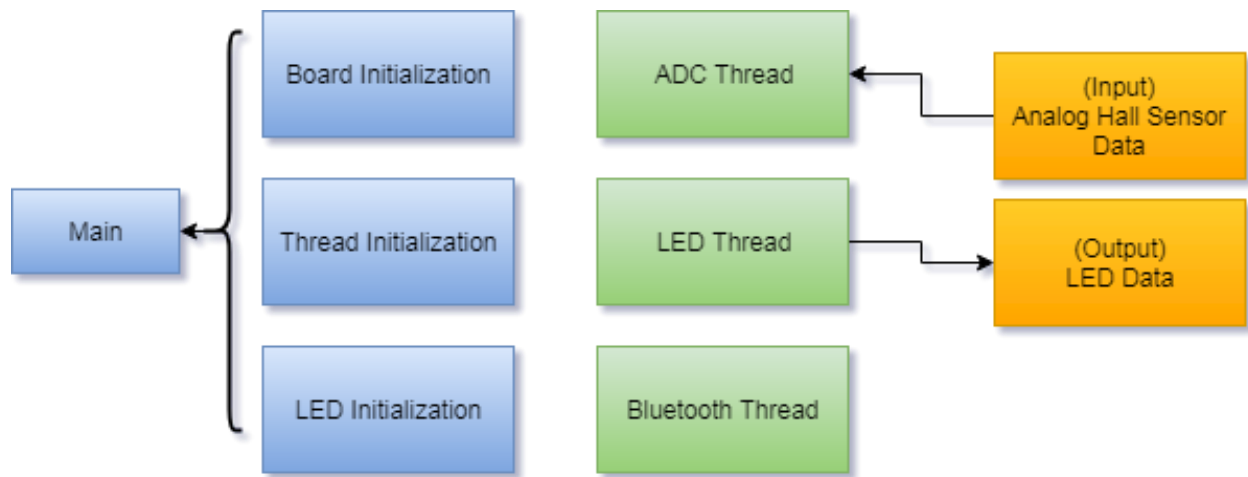 Main
Board Initialization
Thread Initialization
LED Initialization
ADC Thread
LED Thread
Bluetooth Thread
(Input)
Analog Hall Sensor
Data
(Output)
LED Data